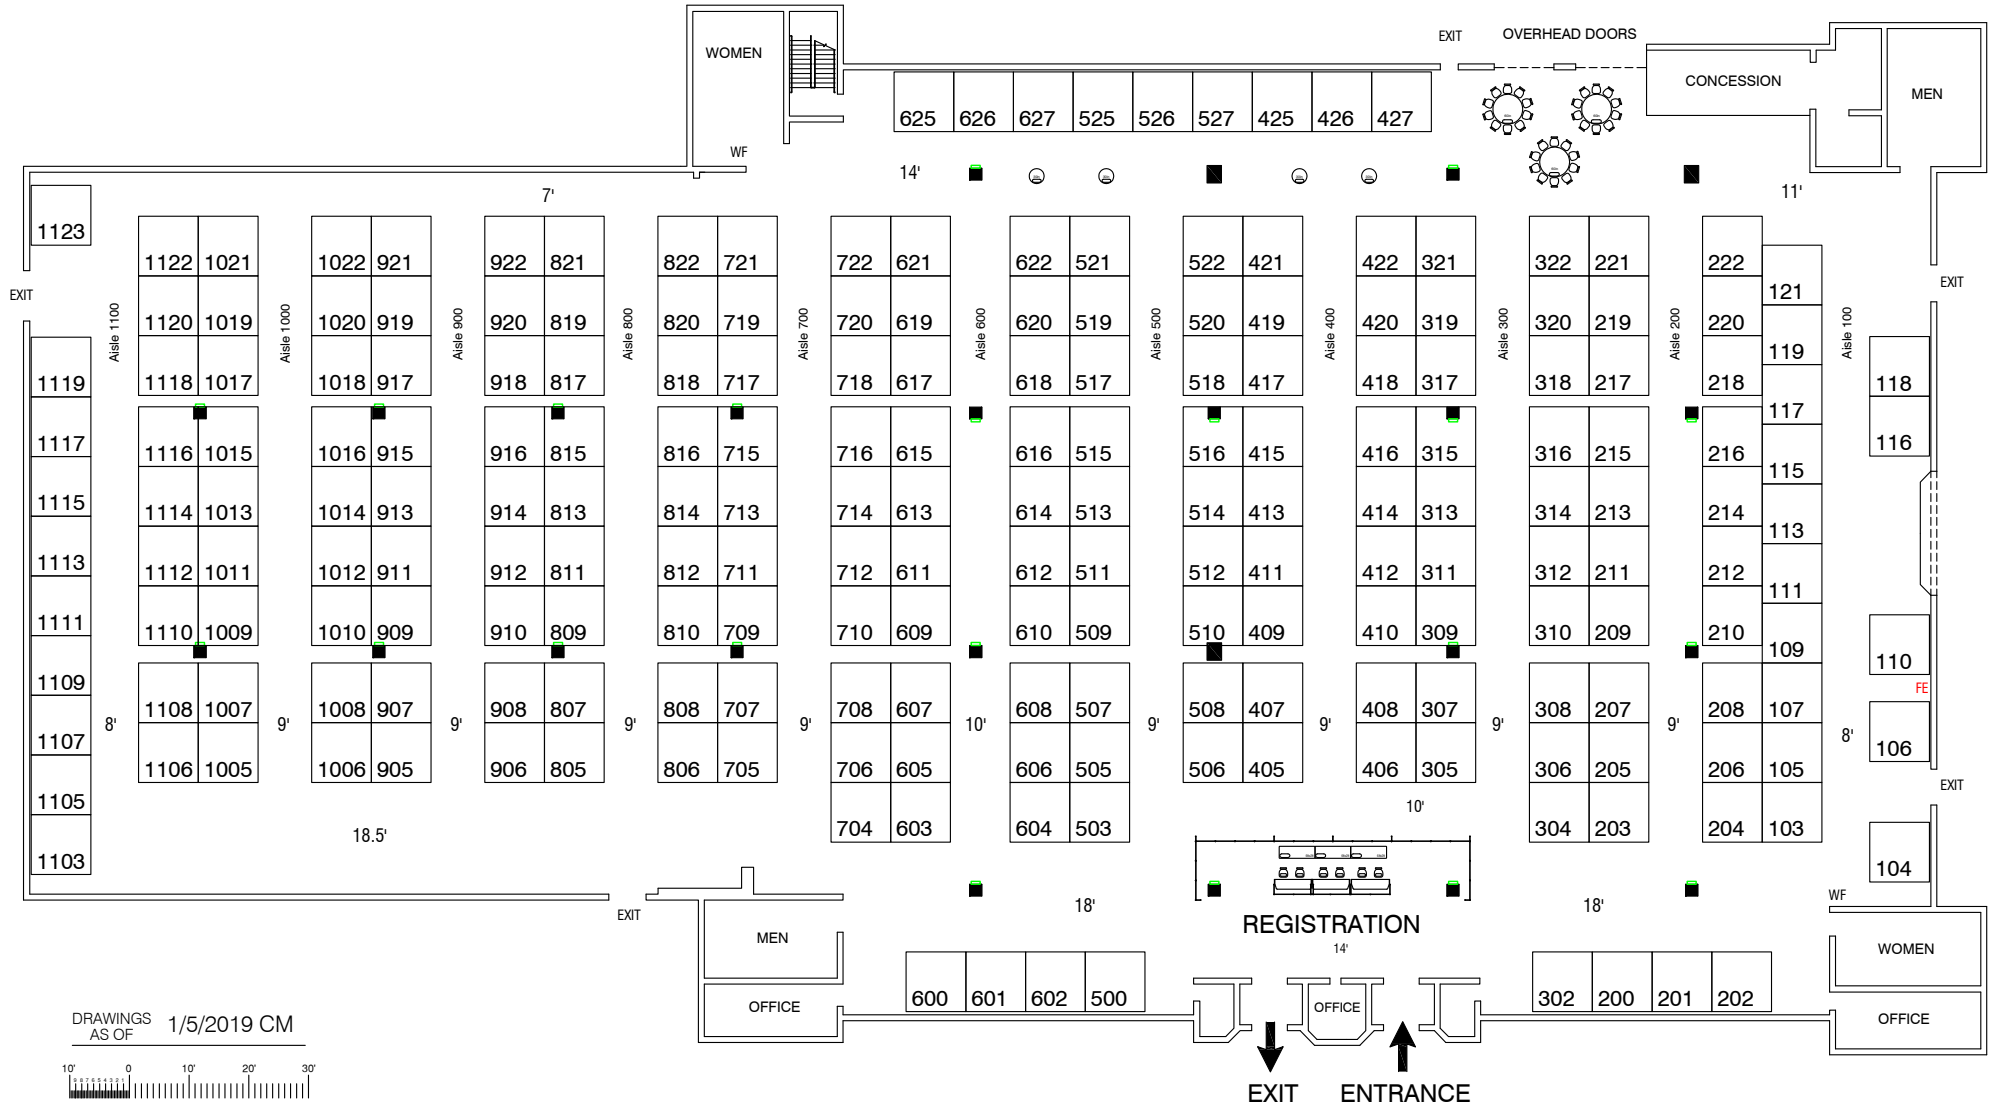 EXIT OVERHEAD DOORS
WOMEN
CONCESSION
MEN
625 626 627 525 526 527 425 426 427
WF
14'
7'
11'
1123
1122 1021 1022 921 922 821 822 721 722 621 622 521 522 421 422 321 322 221 222
EXIT
EXIT
121
Aisle 1100 Aisle 1000 Aisle 900 Aisle 800 Aisle 700 Aisle 600 Aisle 500 Aisle 400 Aisle 300 Aisle 200 Aisle 100
1120 1019 1020 919 920 819 820 719 720 619 620 519 520 419 420 319 320 219 220
119
1119 1118 1017 1018 917 918 817 818 717 718 617 618 517 518 417 418 317 318 217 218 118
117
1117 1116 1015 1016 915 916 815 816 715 716 615 616 515 516 415 416 315 316 215 216 116
115
1115 1114 1013 1014 913 914 813 814 713 714 613 614 513 514 413 414 313 314 213 214
113
1113 1112 1011 1012 911 912 811 812 711 712 611 612 511 512 411 412 311 312 211 212
111
1111 1110 1009 1010 909 910 809 810 709 710 609 610 509 510 409 410 309 310 209 210
109 110
1109
FE
1108 1007 1008 907 908 807 808 707 708 607 608 507 508 407 408 307 308 207 208 107
8' 9' 9' 9' 9' 10' 9' 9' 9' 9' 8'
1107 106
1106 1005 1006 905 906 805 806 705 706 605 606 505 506 405 406 305 306 205 206 105
EXIT
1105
10'
704 603 604 503 304 203 204 103
18.5'
1103 104
WF
EXIT
18' 18'
REGISTRATION
MEN
14'
WOMEN
600 601 602 500 302 200 201 202
OFFICE OFFICE OFFICE
EXIT ENTRANCE
DRAWINGS
AS OF
1/5/2019 CM
10' 0 10' 20' 30'
9 8 7 6 5 4 3 2 1